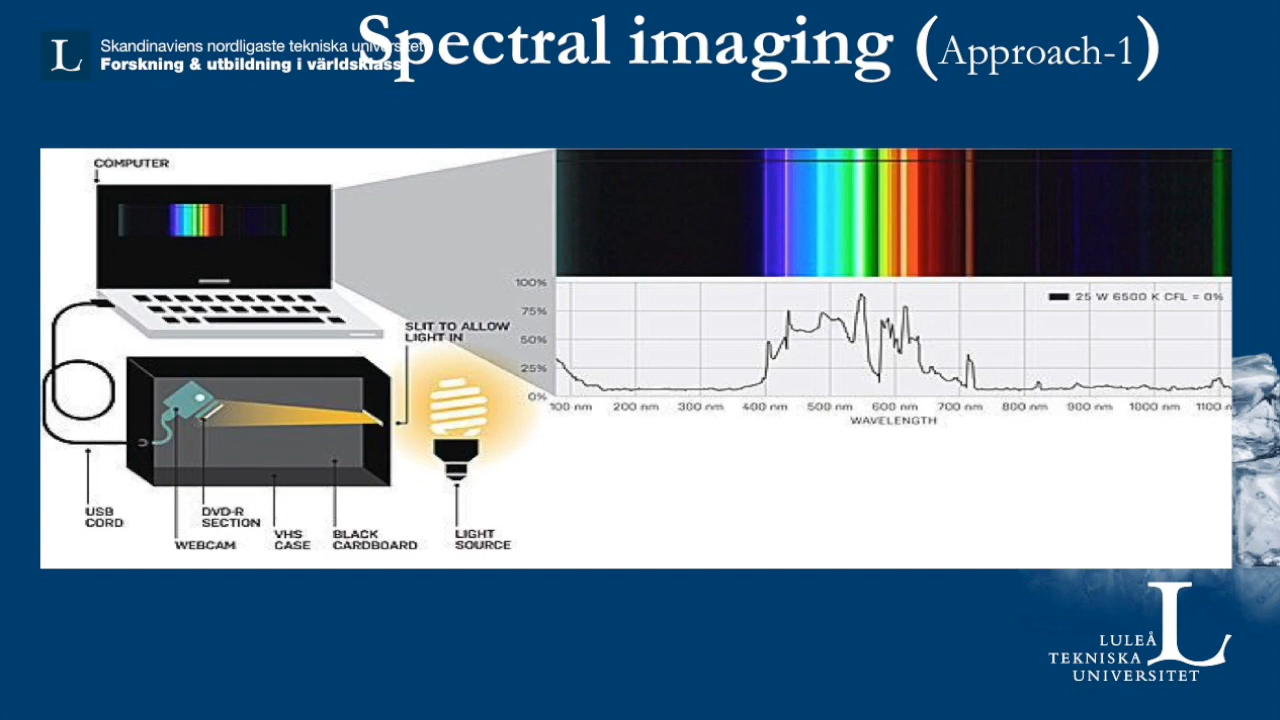 Spectral imaging (Approach-1)
L
Skandinaviens nordligaste tekniska universitet
Forskning & utbildning i världsklass
COMPUTER
SLIT TO ALLOW
LIGHT IN
USB
CORD
DVD-R
SECTION
WEBCAM
VHS
CASE
BLACK
CARDBOARD
LIGHT
SOURCE
100%
75%
50%
25%
0%
25 W 6500 K CFL = 0%
100 nm 200 nm 300 nm 400 nm 500 nm 600 nm 700 nm 800 nm 900 nm 1000 nm 1100 n
WAVELENGTH
L
LULEÅ
TEKNISKA
UNIVERSITET